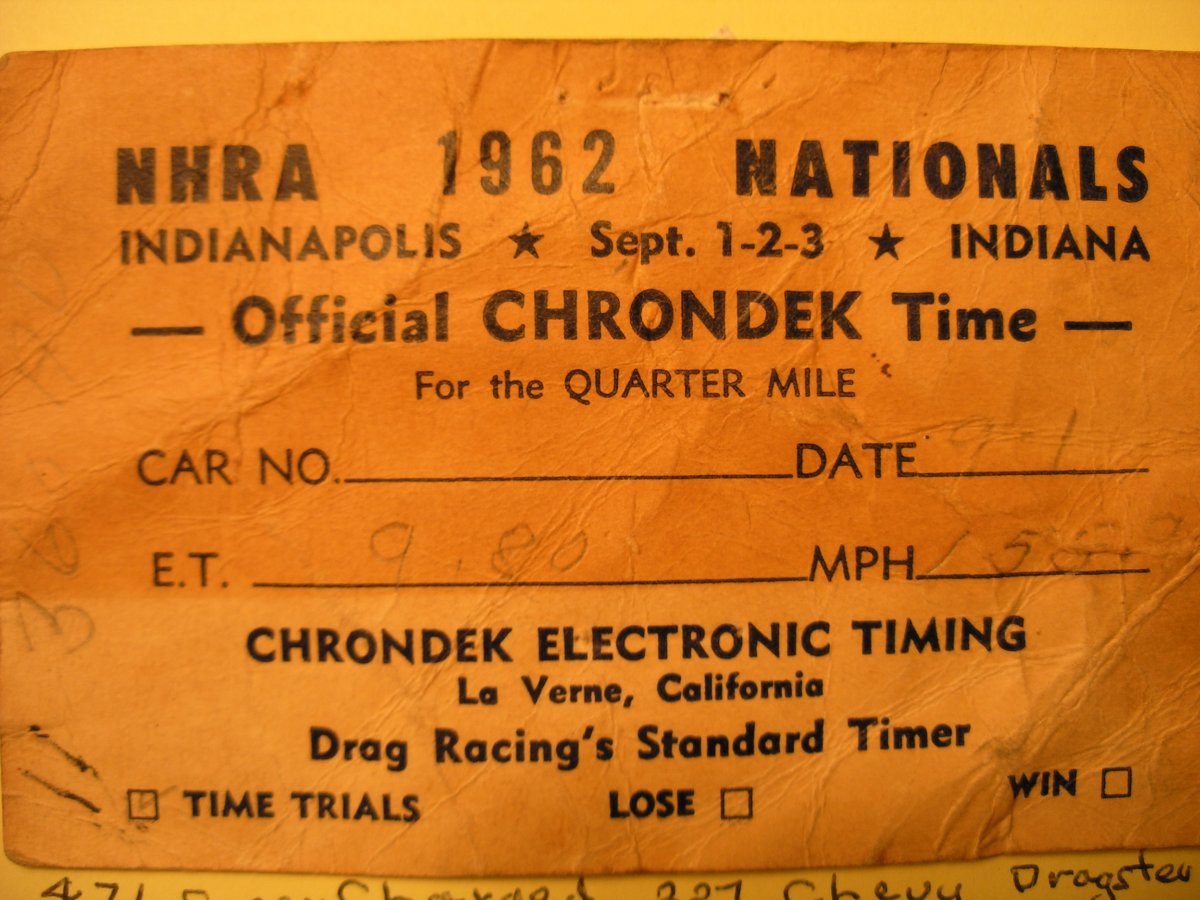 NHRA 1962 NATIONALS
INDIANAPOLIS ★ Sept. 1-2-3 ★ INDIANA
— Official CHRONDEK Time —
For the QUARTER MILE
CAR NO. DATE 9-1
E.T. 9.80 MPH
CHRONDEK ELECTRONIC TIMING
La Verne, California
Drag Racing's Standard Timer
TIME TRIALS LOSE WIN
471 Charged Chevy Dragster